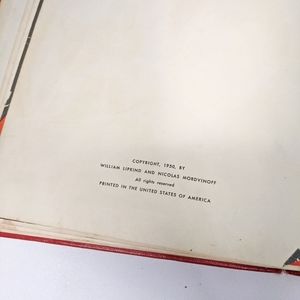 COPYRIGHT, 1950, BY
WILLIAM LIPKIND AND NICOLAS MORDVINOFF
All rights reserved
PRINTED IN THE UNITED STATES OF AMERICA